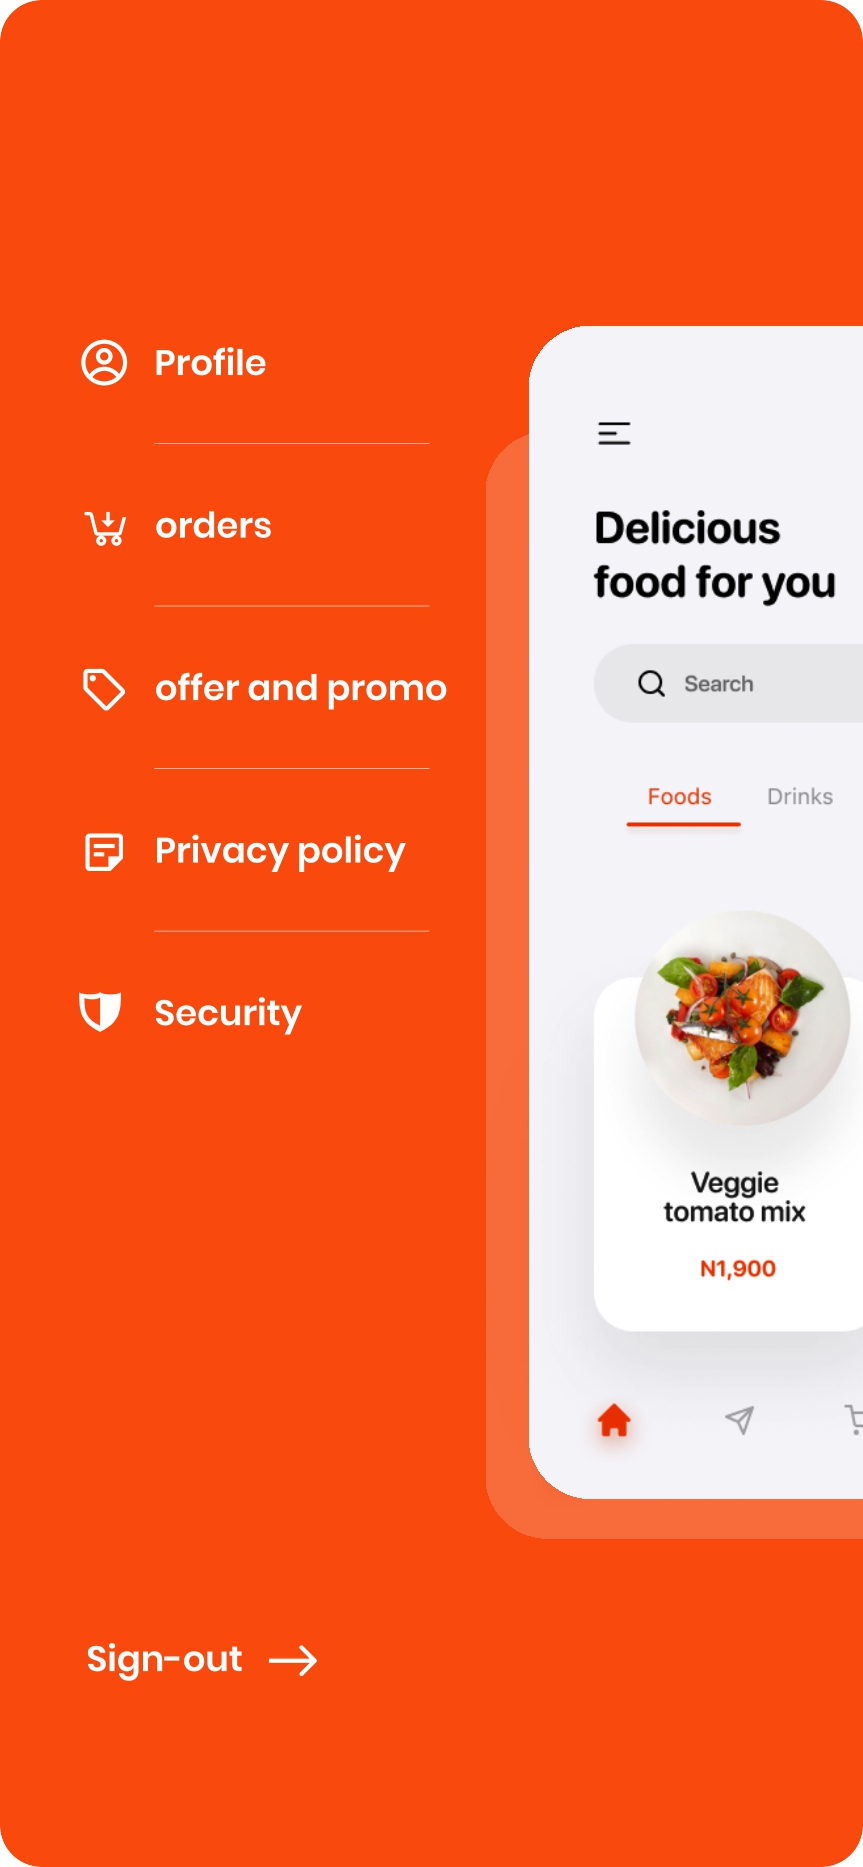 Profile
orders
offer and promo
Privacy policy
Security
Sign-out
Delicious
food for you
Search
Foods Drinks
Veggie
tomato mix
N1,900